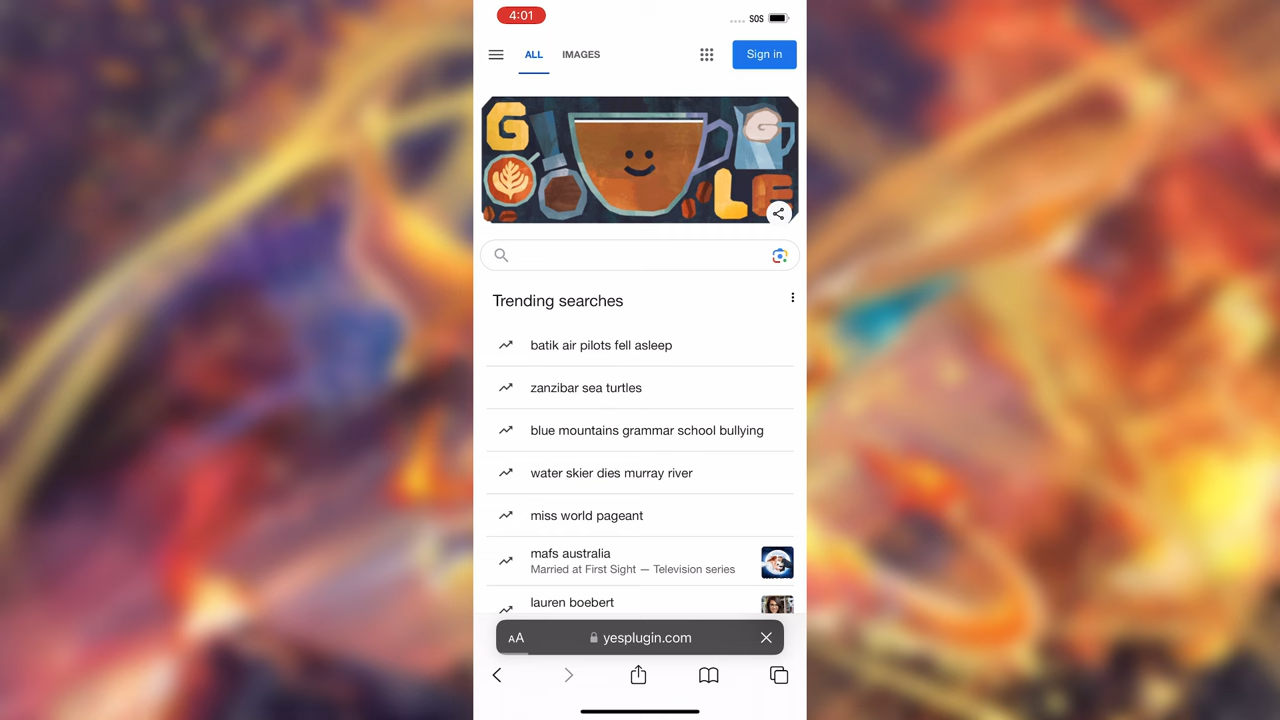 4:01
SOS
ALL IMAGES
Sign in
G G L E
Trending searches
batik air pilots fell asleep
zanzibar sea turtles
blue mountains grammar school bullying
water skier dies murray river
miss world pageant
mafs australia
Married at First Sight — Television series
lauren boebert
AA yesplugin.com